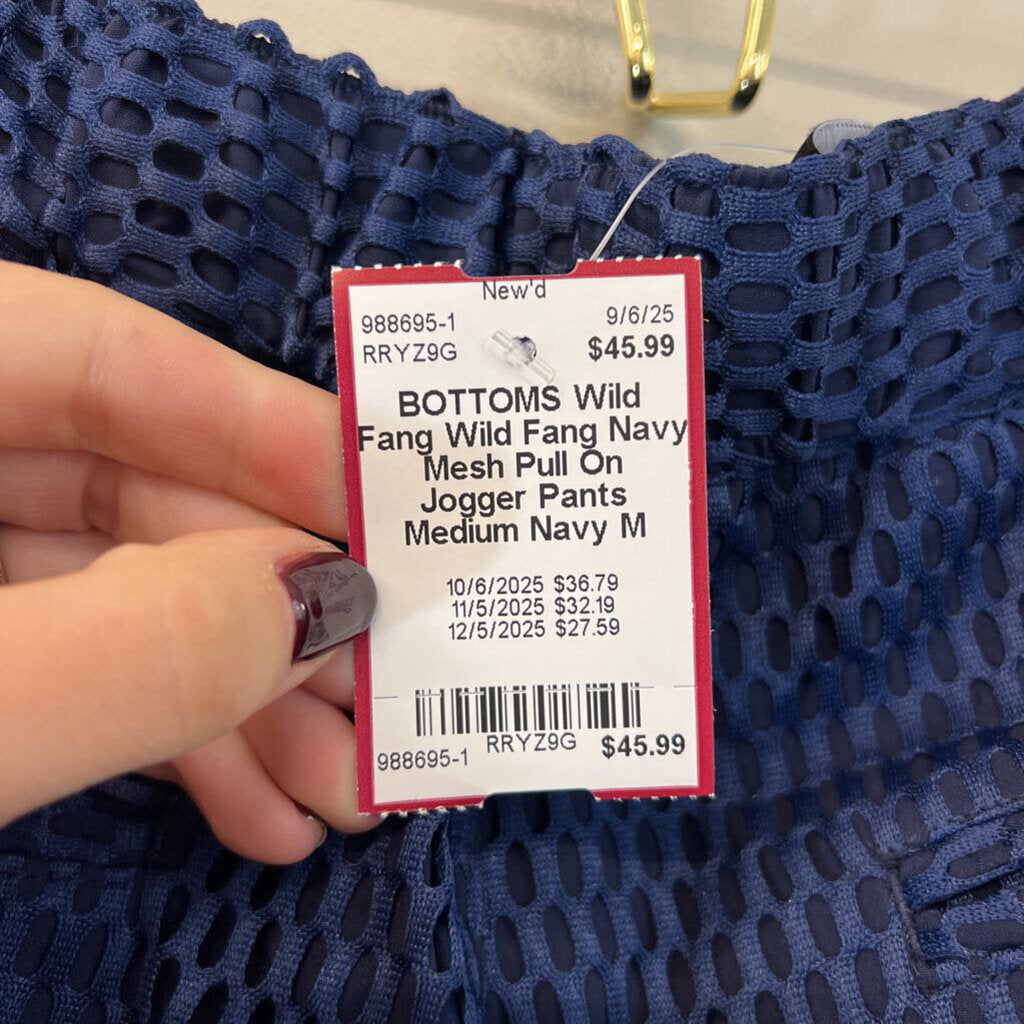 New'd
988695-1 9/6/25
RRYZ9G $45.99
BOTTOMS Wild
Fang Wild Fang Navy
Mesh Pull On
Jogger Pants
Medium Navy M
10/6/2025 $36.79
11/5/2025 $32.19
12/5/2025 $27.59
988695-1 RRYZ9G $45.99